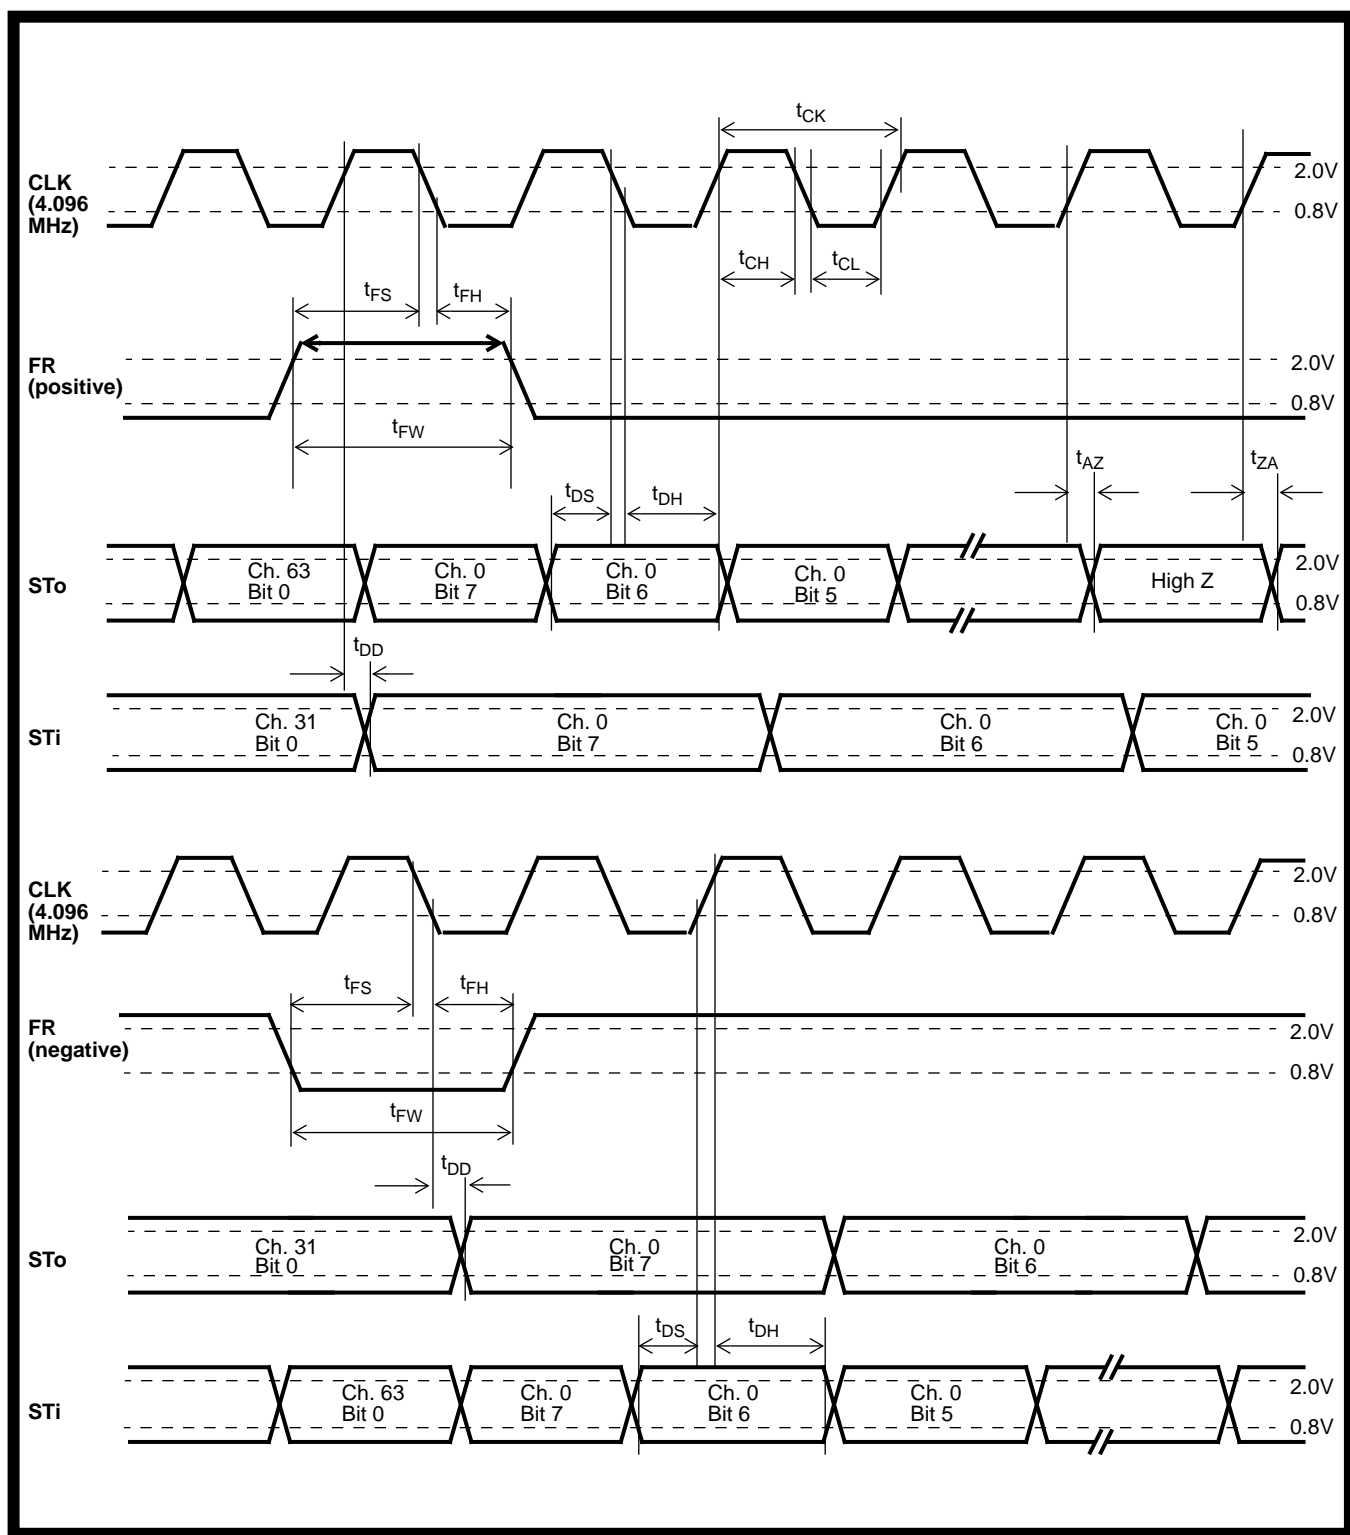 tCK
CLK
(4.096
MHz)
2.0V
0.8V
tCH
tCL
tFS
tFH
FR
(positive)
2.0V
0.8V
tFW
tAZ
tZA
tDS
tDH
STo
Ch. 63
Bit 0
Ch. 0
Bit 7
Ch. 0
Bit 6
Ch. 0
Bit 5
High Z
2.0V
0.8V
tDD
STi
Ch. 31
Bit 0
Ch. 0
Bit 7
Ch. 0
Bit 6
Ch. 0
Bit 5
2.0V
0.8V
CLK
(4.096
MHz)
2.0V
0.8V
tFS
tFH
FR
(negative)
2.0V
0.8V
tFW
tDD
STo
Ch. 31
Bit 0
Ch. 0
Bit 7
Ch. 0
Bit 6
2.0V
0.8V
tDS
tDH
STi
Ch. 63
Bit 0
Ch. 0
Bit 7
Ch. 0
Bit 6
Ch. 0
Bit 5
2.0V
0.8V